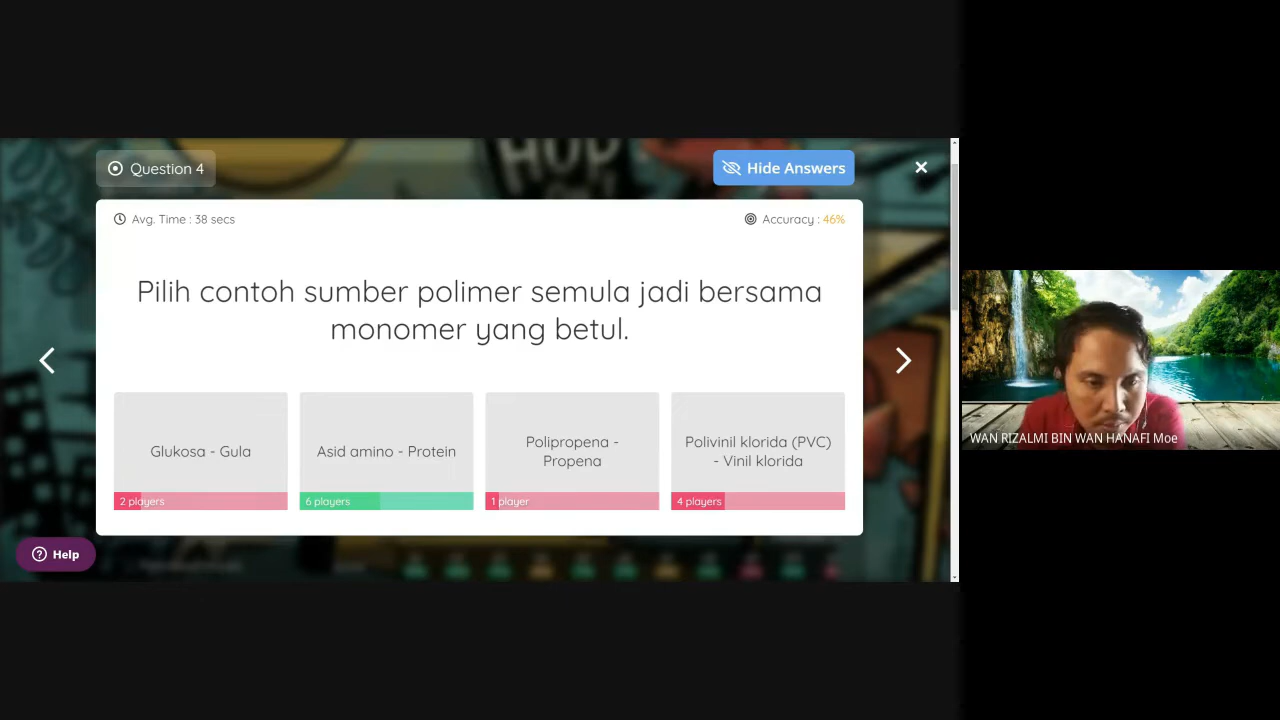 Question 4
Hide Answers
Avg. Time : 38 secs
Accuracy : 46%
Pilih contoh sumber polimer semula jadi bersama
monomer yang betul.
Glukosa - Gula
Asid amino - Protein
Polipropena -
Propena
Polivinil klorida (PVC)
- Vinil klorida
2 players
6 players
1 player
4 players
Help
WAN RIZALMI BIN WAN HANAFI Moe